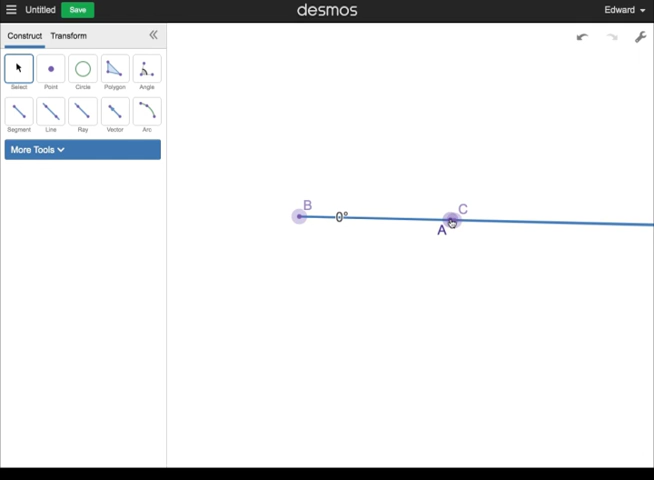 Untitled Save desmos Edward
Construct Transform
Select Point Circle Polygon Angle
Segment Line Ray Vector Arc
More Tools
B
C
0°
A